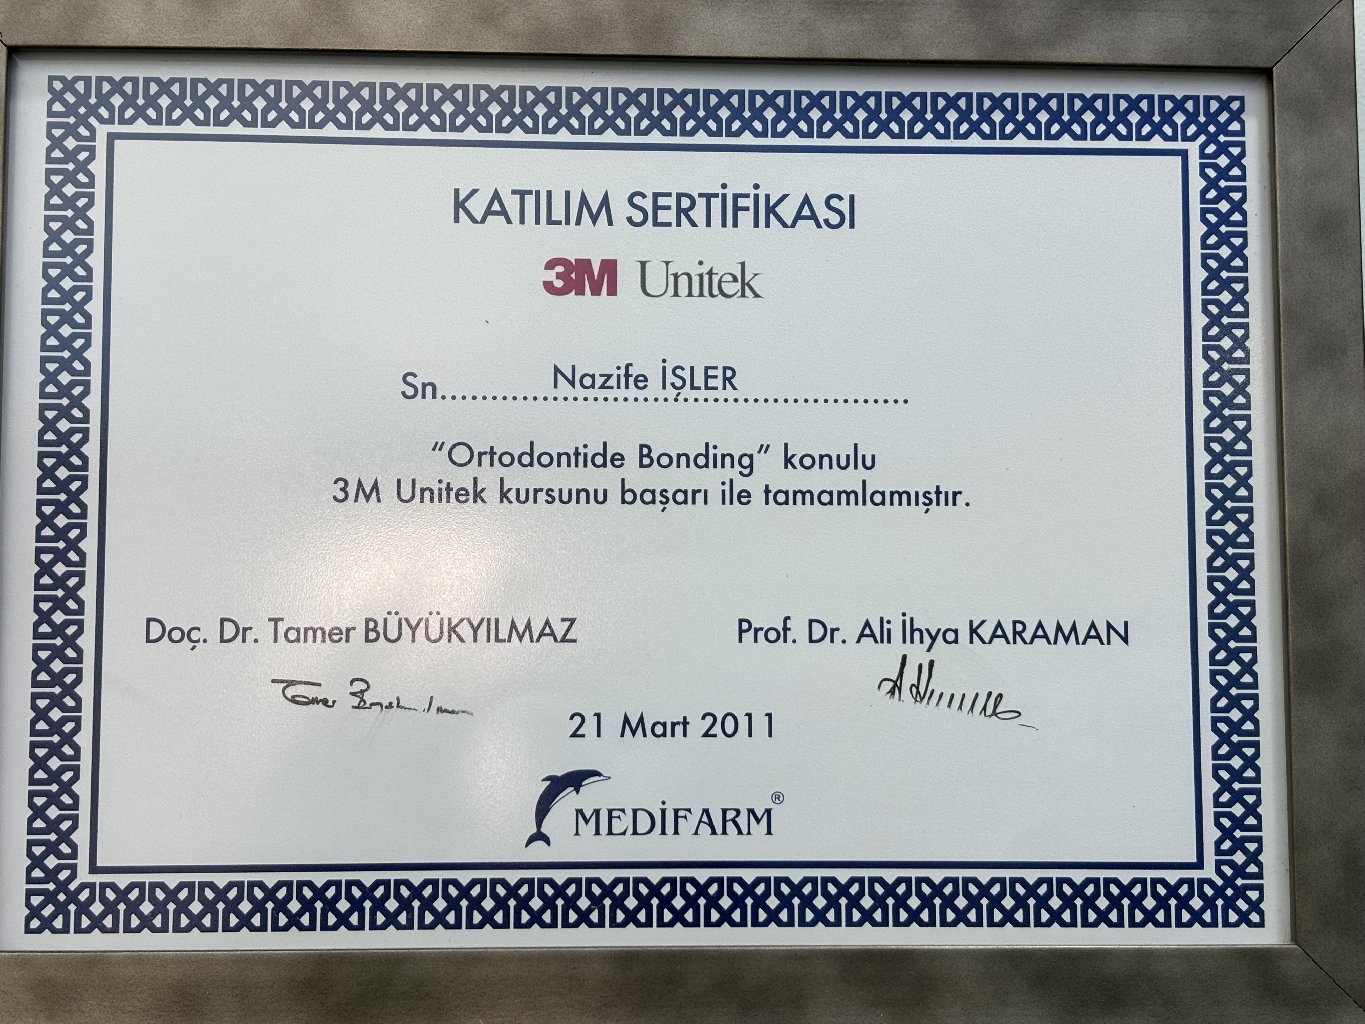 KATILIM SERTİFİKASI
3M Unitek
Sn.......Nazife İŞLER.......
“Ortodontide Bonding” konulu
3M Unitek kursunu başarı ile tamamlamıştır.
Doç. Dr. Tamer BÜYÜKYILMAZ
Prof. Dr. Ali İhya KARAMAN
21 Mart 2011
MEDİFARM®